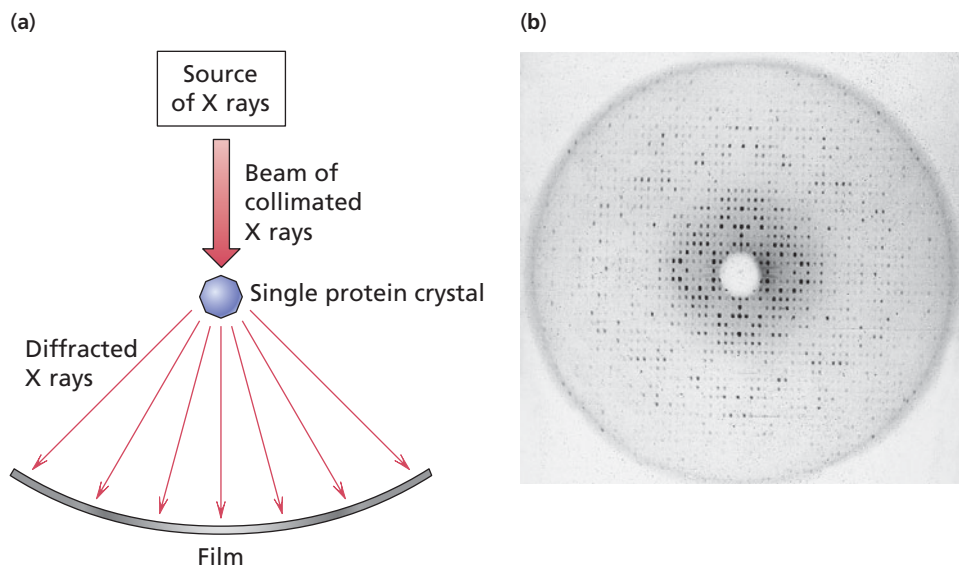 (a)
(b)
Source
of X rays
Beam of
collimated
X rays
Single protein crystal
Diffracted
X rays
Film